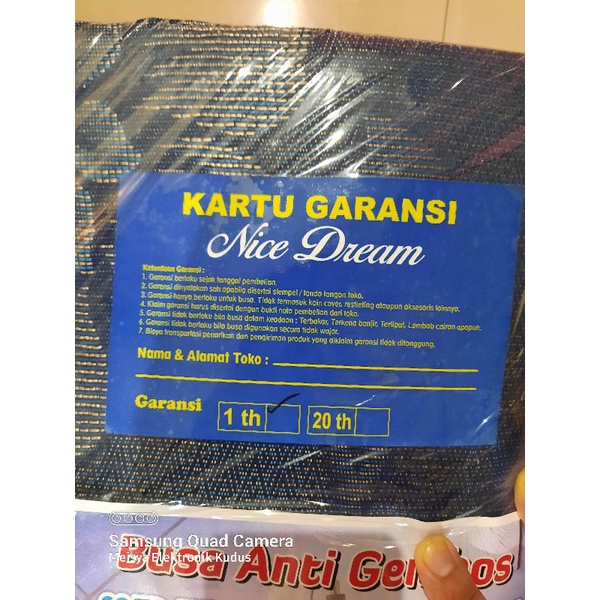 KARTU GARANSI
Nice Dream
Ketentuan Garansi :
1. Garansi berlaku sejak tanggal pembelian.
2. Garansi dinyatakan sah apabila disertai stempel / tanda tangan toko.
3. Garansi hanya berlaku untuk busa. Tidak termasuk kain cover, restleting ataupun aksesoris lainnya.
4. Klaim garansi harus disertai dengan bukti nota pembelian dari toko.
5. Garansi tidak berlaku bila busa dalam keadaan : Terbakar, Terkena banjir, Terlipat, Lembab cairan apapun.
6. Garansi tidak berlaku bila busa digunakan secara tidak wajar.
7. Biaya transportasi penarikan dan pengiriman produk yang diklaim garansi tidak ditanggung.
Nama & Alamat Toko :
Garansi 1 th 20 th
Samsung Quad Camera
Mersya Elektronik Kudus
Busa Anti